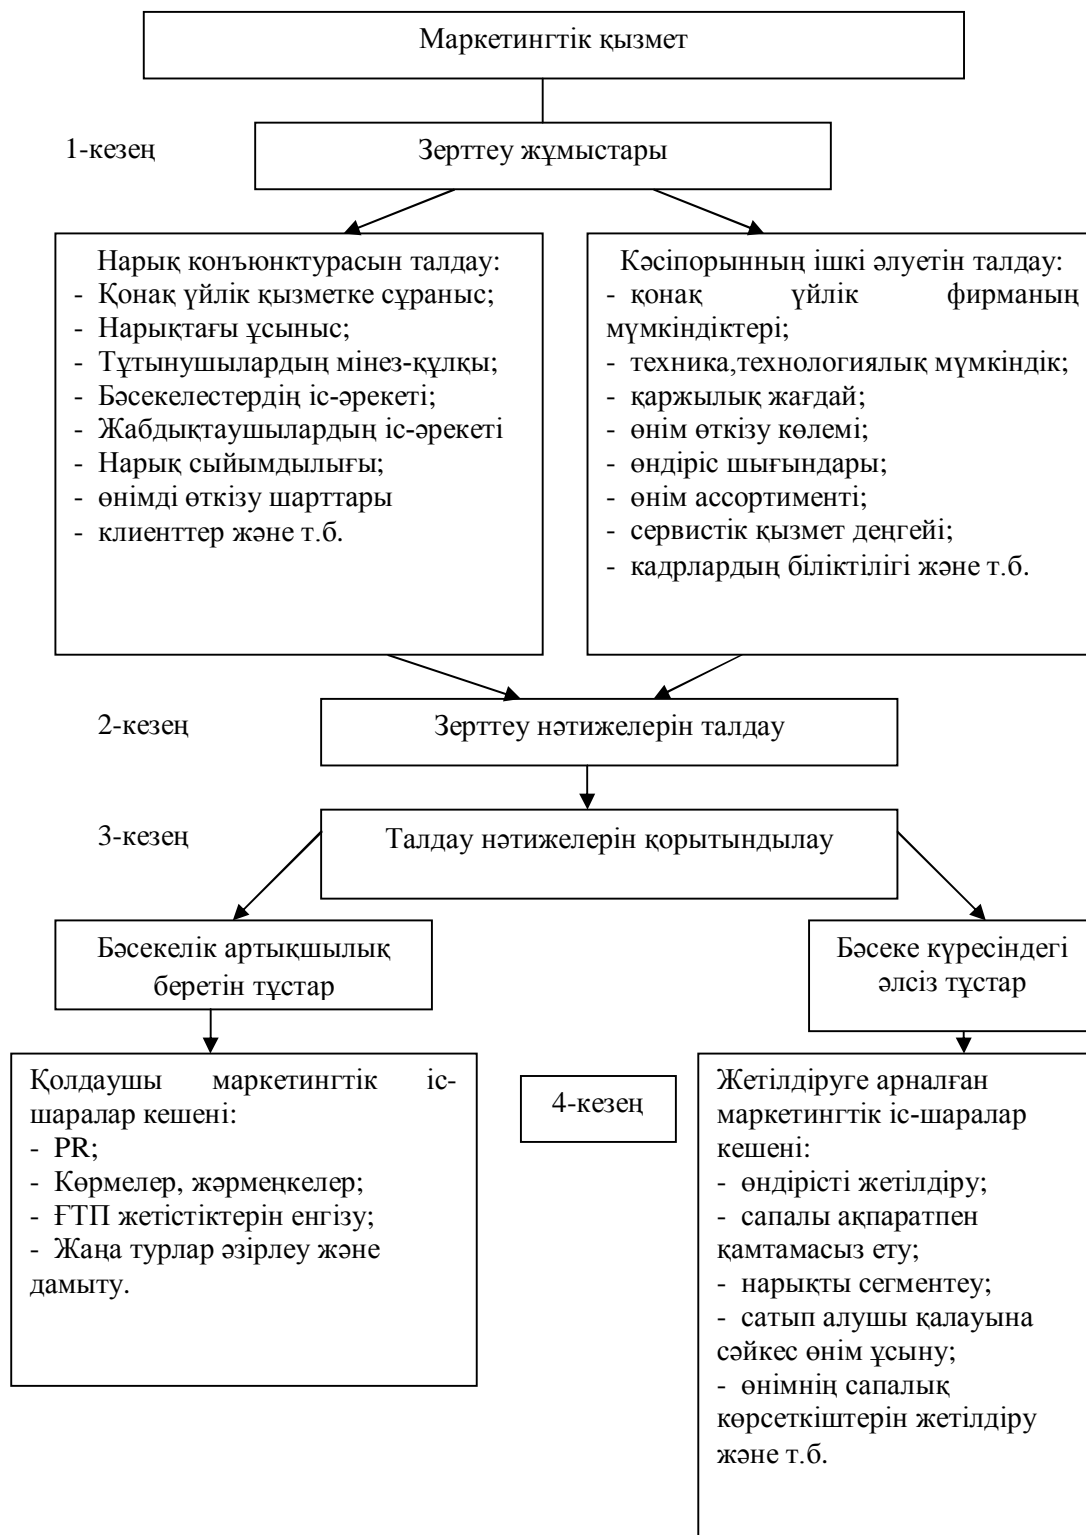 Маркетингтік қызмет
1-кезең
Зерттеу жұмыстары
Нарық конъюнктурасын талдау:
- Қонақ үйлік қызметке сұраныс;
- Нарықтағы ұсыныс;
- Тұтынушылардың мінез-құлқы;
- Бәсекелестердің іс-әрекеті;
- Жабдықтаушылардың іс-әрекеті
- Нарық сыйымдылығы;
- өнімді өткізу шарттары
- клиенттер және т.б.
Кәсіпорынның ішкі әлуетін талдау:
- қонақ үйлік фирманың
мүмкіндіктері;
- техника,технологиялық мүмкіндік;
- қаржылық жағдай;
- өнім өткізу көлемі;
- өндіріс шығындары;
- өнім ассортименті;
- сервистік қызмет деңгейі;
- кадрлардың біліктілігі және т.б.
2-кезең
Зерттеу нәтижелерін талдау
3-кезең
Талдау нәтижелерін қорытындылау
Бәсекелік артықшылық
беретін тұстар
Бәсеке күресіндегі
әлсіз тұстар
Қолдаушы маркетингтік іс-
шаралар кешені:
- PR;
- Көрмелер, жәрмеңкелер;
- ҒТП жетістіктерін енгізу;
- Жаңа турлар әзірлеу және
дамыту.
4-кезең
Жетілдіруге арналған
маркетингтік іс-шаралар
кешені:
- өндірісті жетілдіру;
- сапалы ақпаратпен
қамтамасыз ету;
- нарықты сегментеу;
- сатып алушы қалауына
сәйкес өнім ұсыну;
- өнімнің сапалық
көрсеткіштерін жетілдіру
және т.б.